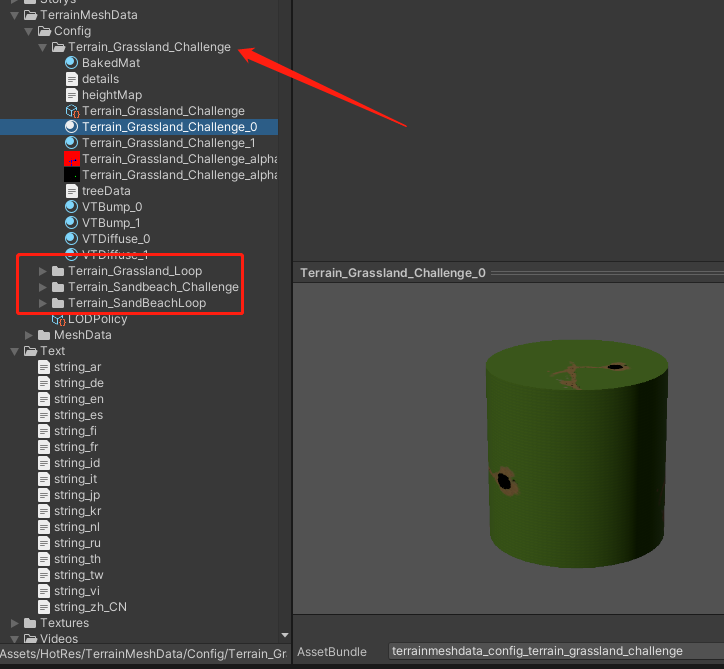 Storys
TerrainMeshData
Config
Terrain_Grassland_Challenge
BakedMat
details
heightMap
Terrain_Grassland_Challenge
Terrain_Grassland_Challenge_0
Terrain_Grassland_Challenge_1
Terrain_Grassland_Challenge_alpha
Terrain_Grassland_Challenge_alpha
treeData
VTBump_0
VTBump_1
VTDiffuse_0
VTDiffuse_1
Terrain_Grassland_Loop
Terrain_Sandbeach_Challenge
Terrain_SandBeachLoop
LODPolicy
MeshData
Text
string_ar
string_de
string_en
string_es
string_fi
string_fr
string_id
string_it
string_jp
string_kr
string_nl
string_ru
string_th
string_tw
string_vi
string_zh_CN
Textures
Videos
Assets/HotRes/TerrainMeshData/Config/Terrain_Gr
Terrain_Grassland_Challenge_0
AssetBundle
terrainmeshdata_config_terrain_grassland_challenge